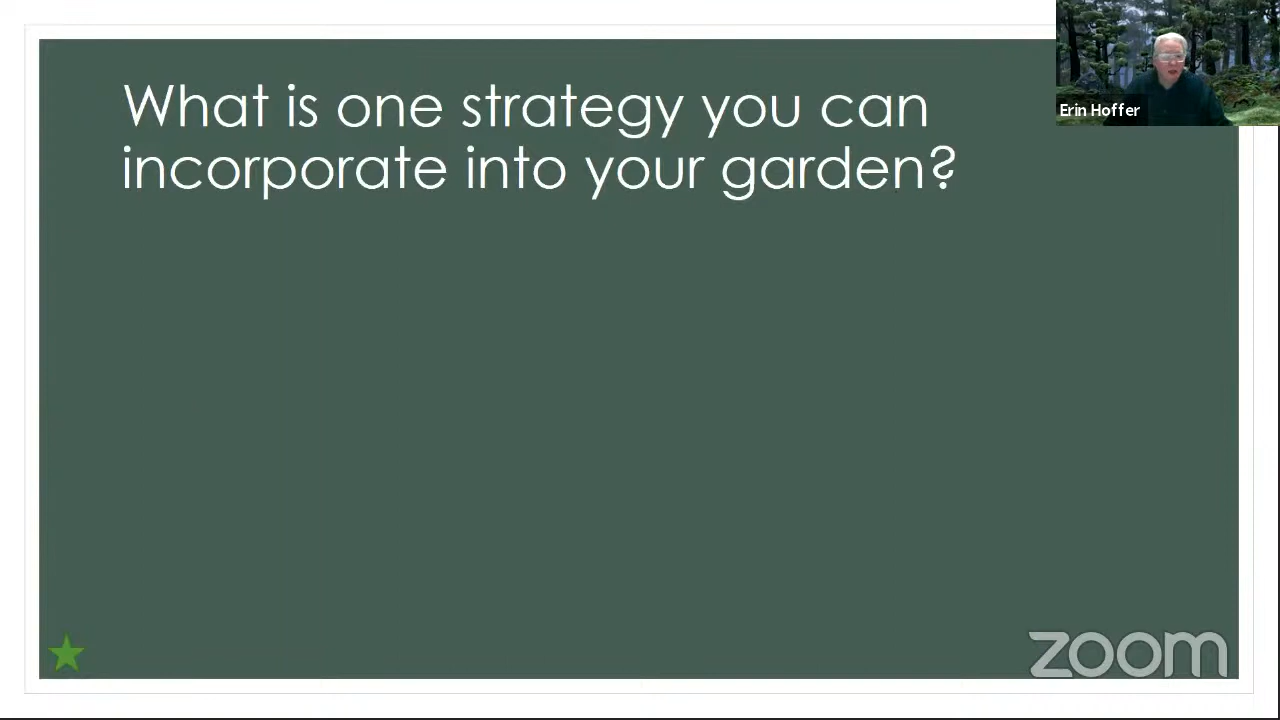 What is one strategy you can
incorporate into your garden?
Erin Hoffer
zoom